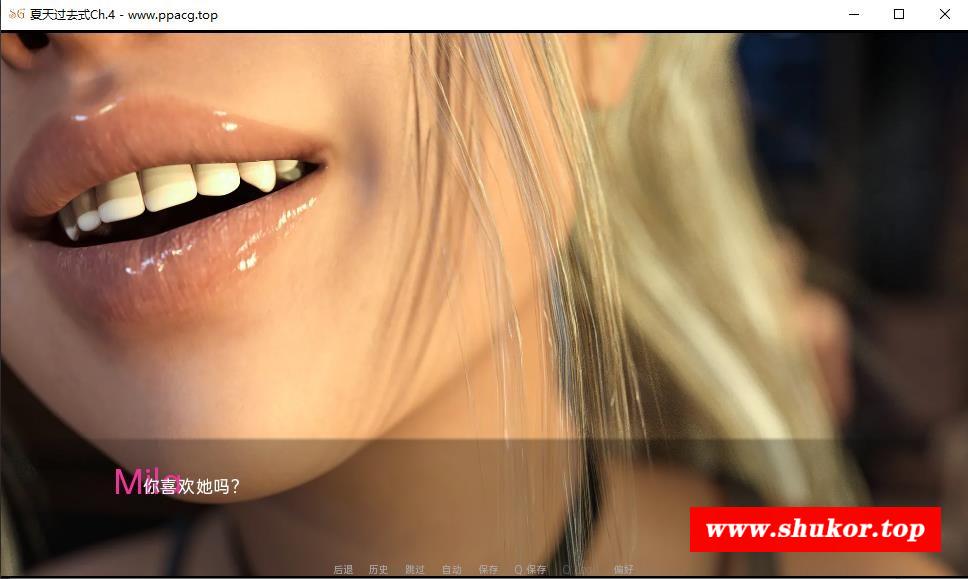 SG 夏天过去式Ch.4 - www.ppacg.top
Mila
你喜欢她吗?
www.shukor.top
后退 历史 跳过 自动 保存 Q 保存 Q 偏好